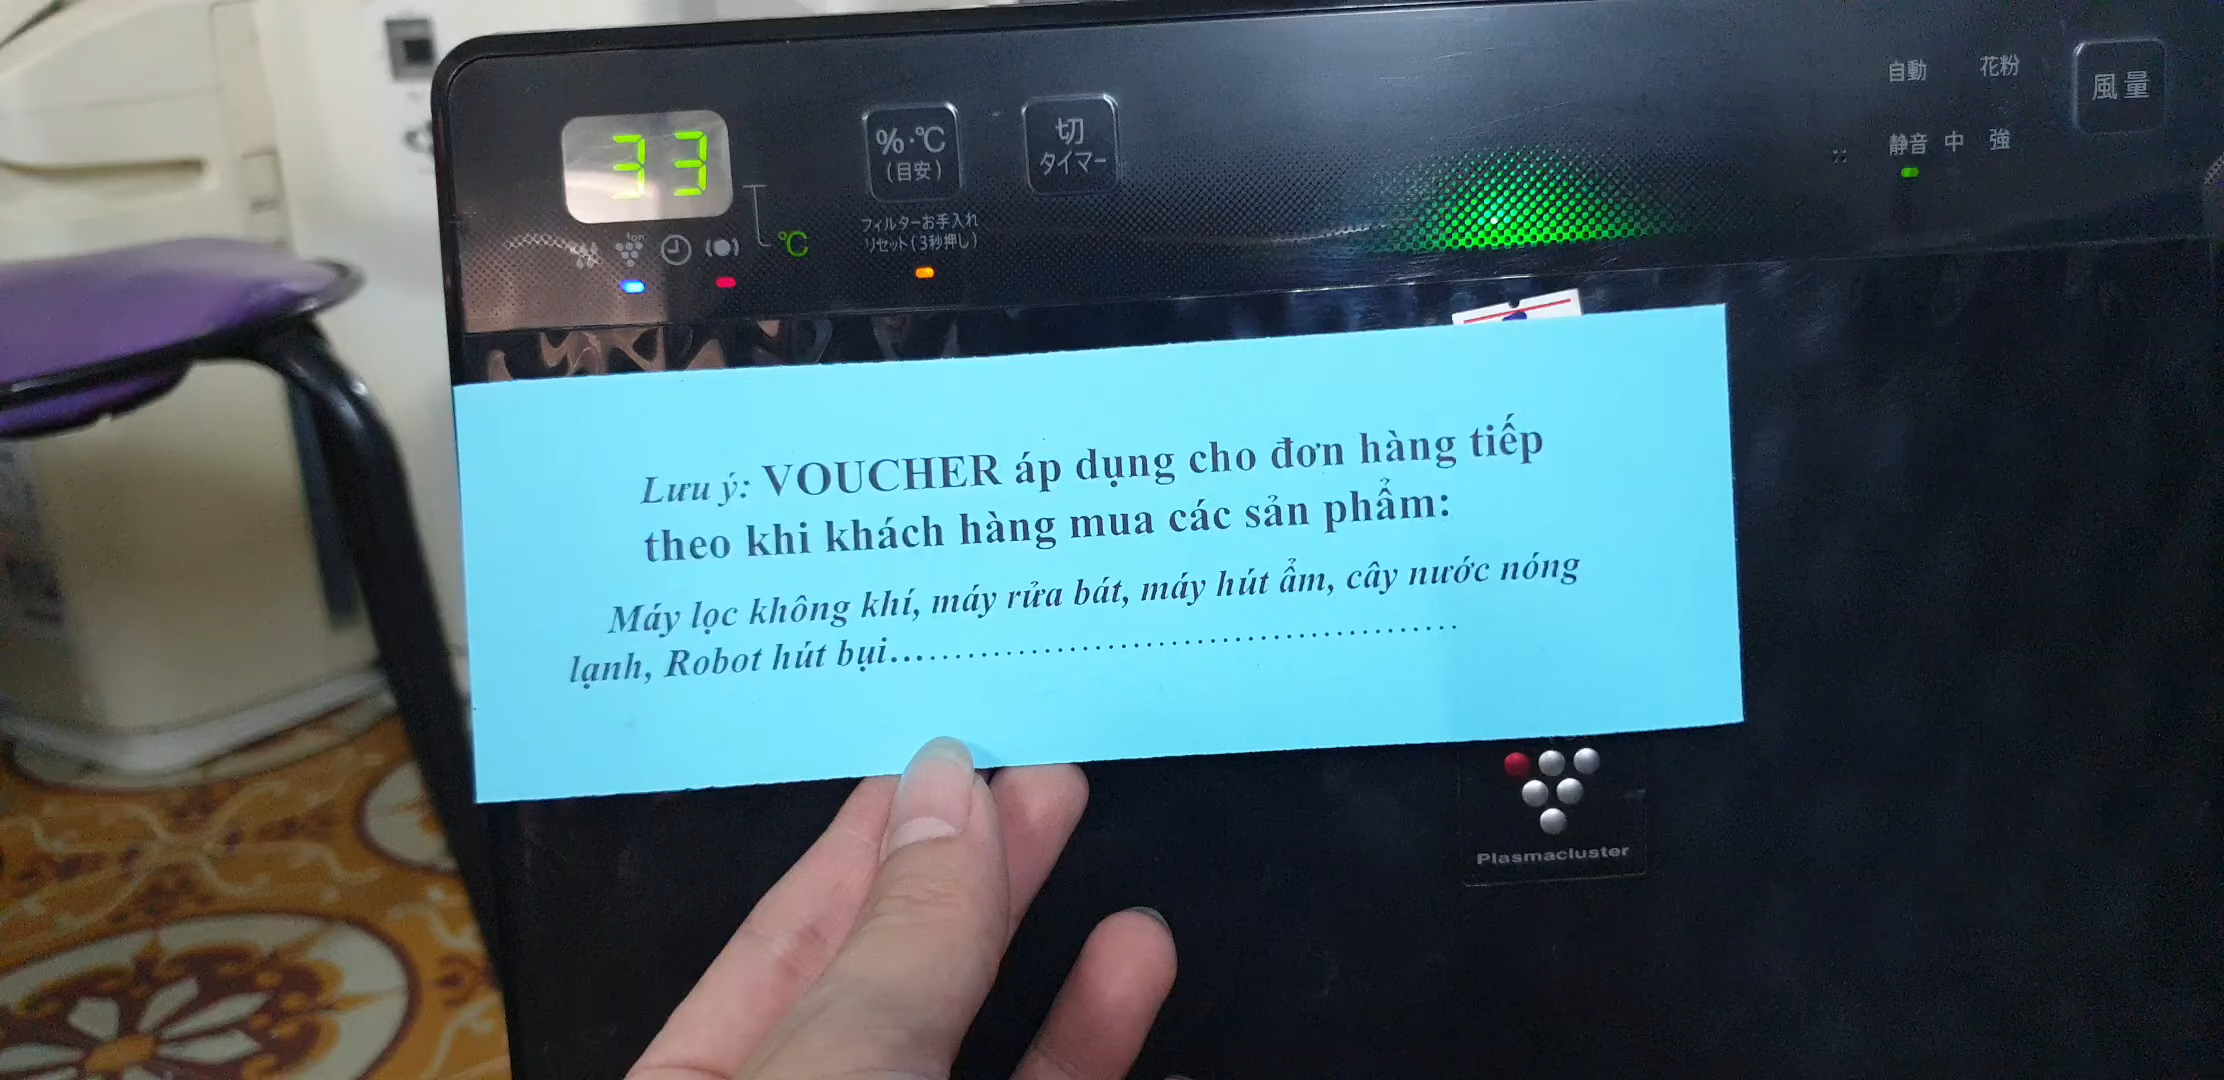 33
℃
%·℃
(目安)
フィルターお手入れ
リセット(3秒押し)
切
タイマー
自動 花粉
静音 中 強
風量
Lưu ý: VOUCHER áp dụng cho đơn hàng tiếp
theo khi khách hàng mua các sản phẩm:
Máy lọc không khí, máy rửa bát, máy hút ẩm, cây nước nóng
lạnh, Robot hút bụi....................................................
Plasmacluster